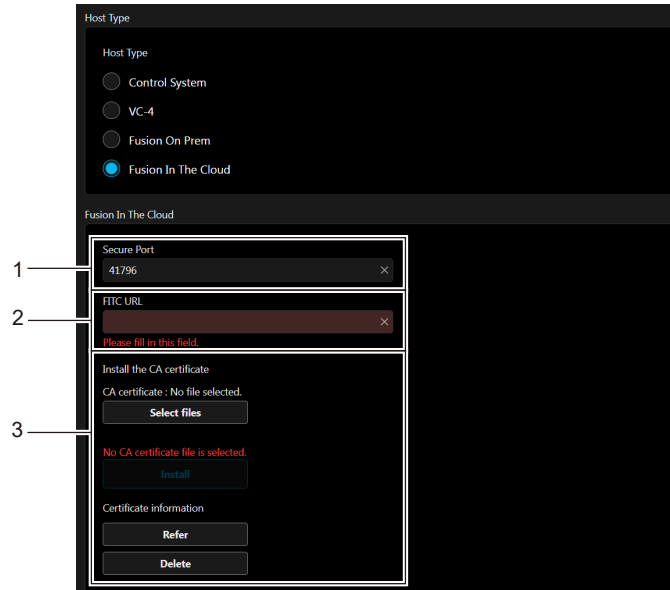 Host Type
Host Type
Control System
VC-4
Fusion On Prem
Fusion In The Cloud
Fusion In The Cloud
1
Secure Port
41796
2
FITC URL
Please fill in this field.
3
Install the CA certificate
CA certificate : No file selected.
Select files
No CA certificate file is selected.
Install
Certificate information
Refer
Delete